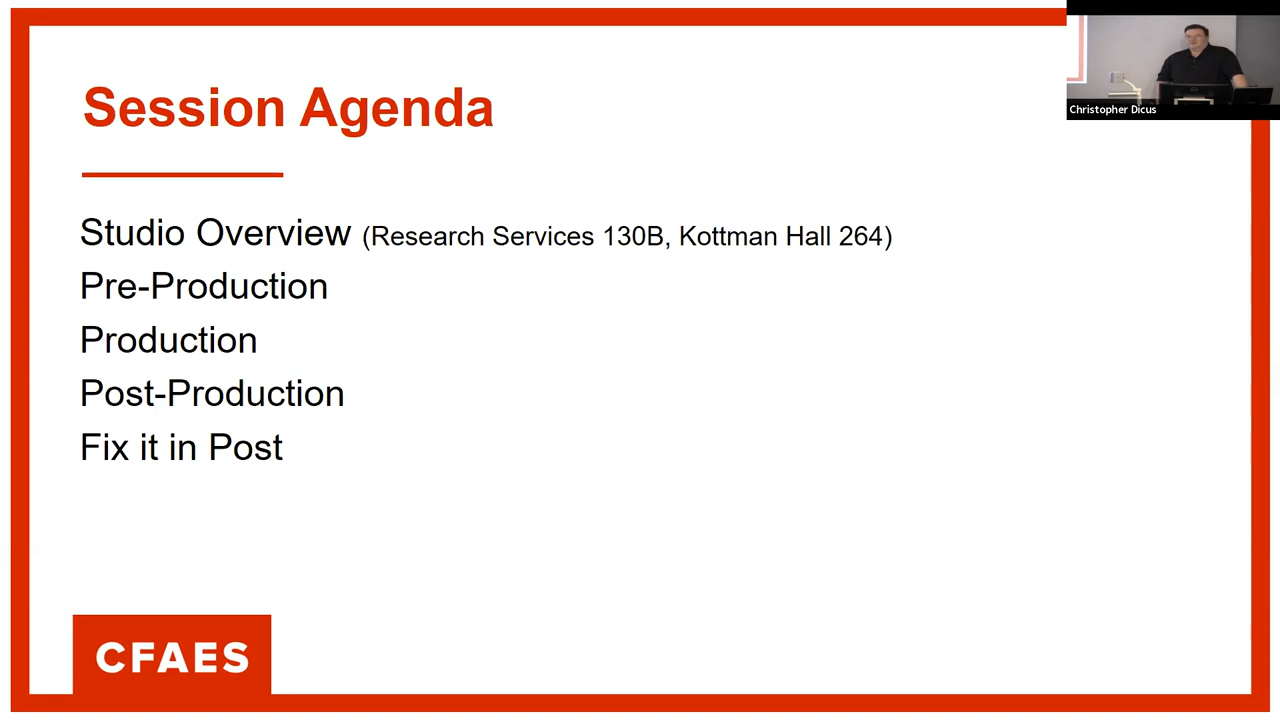 Session Agenda
Christopher Dicus
Studio Overview (Research Services 130B, Kottman Hall 264)
Pre-Production
Production
Post-Production
Fix it in Post
CFAES